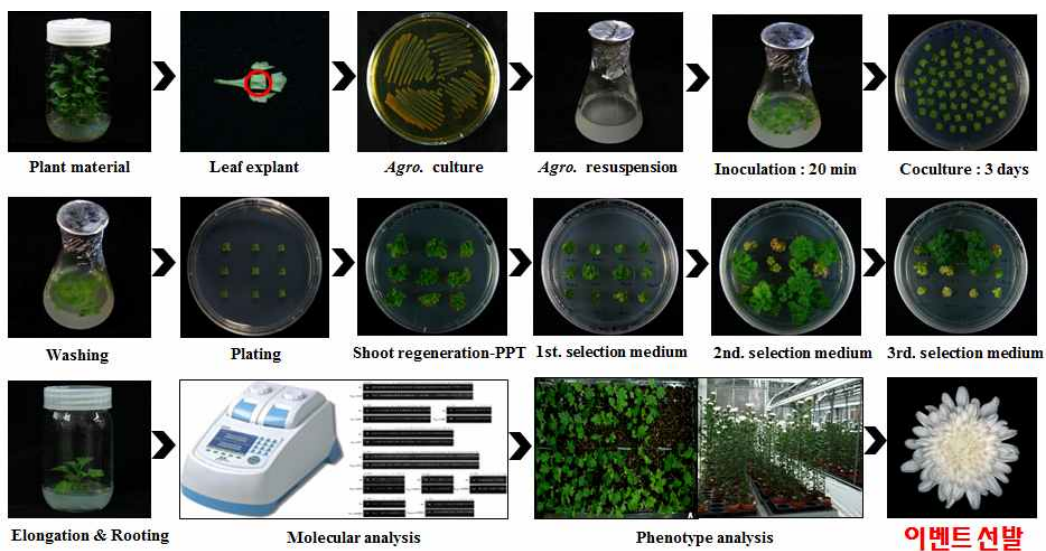 Plant material
Leaf explant
Agro. culture
Agro. resuspension
Inoculation : 20 min
Coculture : 3 days
Washing
Plating
Shoot regeneration-PPT
1st. selection medium
2nd. selection medium
3rd. selection medium
Elongation & Rooting
Molecular analysis
Phenotype analysis
이벤트 선발